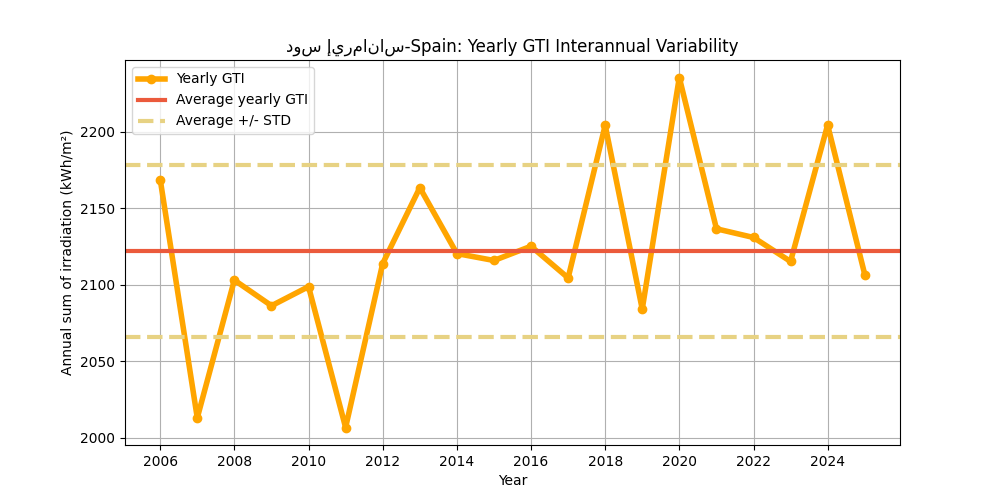 دوس إيرماناس-Spain: Yearly GTI Interannual Variability
Yearly GTI
Average yearly GTI
Average +/- STD
Annual sum of irradiation (kWh/m²)
2200
2150
2100
2050
2000
2006 2008 2010 2012 2014 2016 2018 2020 2022 2024
Year